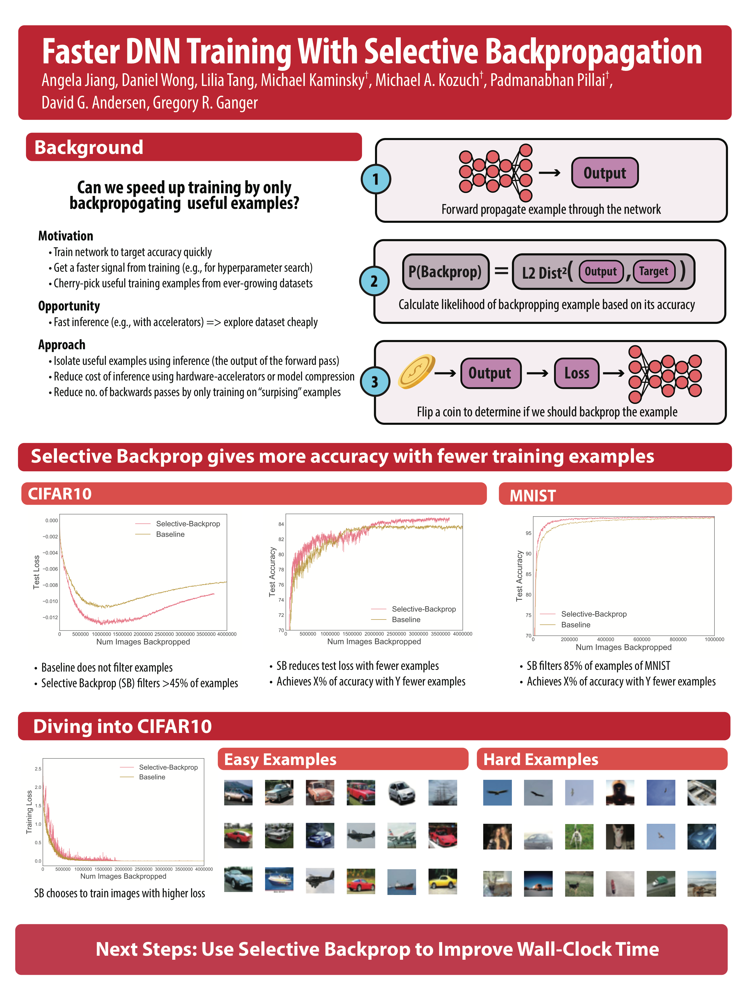 Faster DNN Training With Selective Backpropagation
Angela Jiang, Daniel Wong, Lilia Tang, Michael Kaminsky†, Michael A. Kozuch†, Padmanabhan Pillai†,
David G. Andersen, Gregory R. Ganger
Background
Can we speed up training by only
backpropogating useful examples?
Motivation
• Train network to target accuracy quickly
• Get a faster signal from training (e.g., for hyperparameter search)
• Cherry-pick useful training examples from ever-growing datasets
Opportunity
• Fast inference (e.g., with accelerators) => explore dataset cheaply
Approach
• Isolate useful examples using inference (the output of the forward pass)
• Reduce cost of inference using hardware-accelerators or model compression
• Reduce no. of backwards passes by only training on “surpising” examples
1
Output
Forward propagate example through the network
2
P(Backprop) = L2 Dist²( Output , Target )
Calculate likelihood of backpropping example based on its accuracy
3
$
Output
Loss
Flip a coin to determine if we should backprop the example
Selective Backprop gives more accuracy with fewer training examples
CIFAR10
Test Loss
0.000
−0.002
−0.004
−0.006
−0.008
−0.010
−0.012
Selective-Backprop
Baseline
0 500000 1000000 1500000 2000000 2500000 3000000 3500000 4000000
Num Images Backpropped
• Baseline does not filter examples
• Selective Backprop (SB) filters >45% of examples
Test Accuracy
84
82
80
78
76
74
72
70
Selective-Backprop
Baseline
0 500000 1000000 1500000 2000000 2500000 3000000 3500000 4000000
Num Images Backpropped
• SB reduces test loss with fewer examples
• Achieves X% of accuracy with Y fewer examples
MNIST
Test Accuracy
95
90
85
80
75
70
Selective-Backprop
Baseline
0 200000 400000 600000 800000 1000000
Num Images Backpropped
• SB filters 85% of examples of MNIST
• Achieves X% of accuracy with Y fewer examples
Diving into CIFAR10
Training Loss
2.5
2.0
1.5
1.0
0.5
0.0
Selective-Backprop
Baseline
0 500000 1000000 1500000 2000000 2500000 3000000 3500000 4000000
Num Images Backpropped
SB chooses to train images with higher loss
Easy Examples
Hard Examples
Next Steps: Use Selective Backprop to Improve Wall-Clock Time